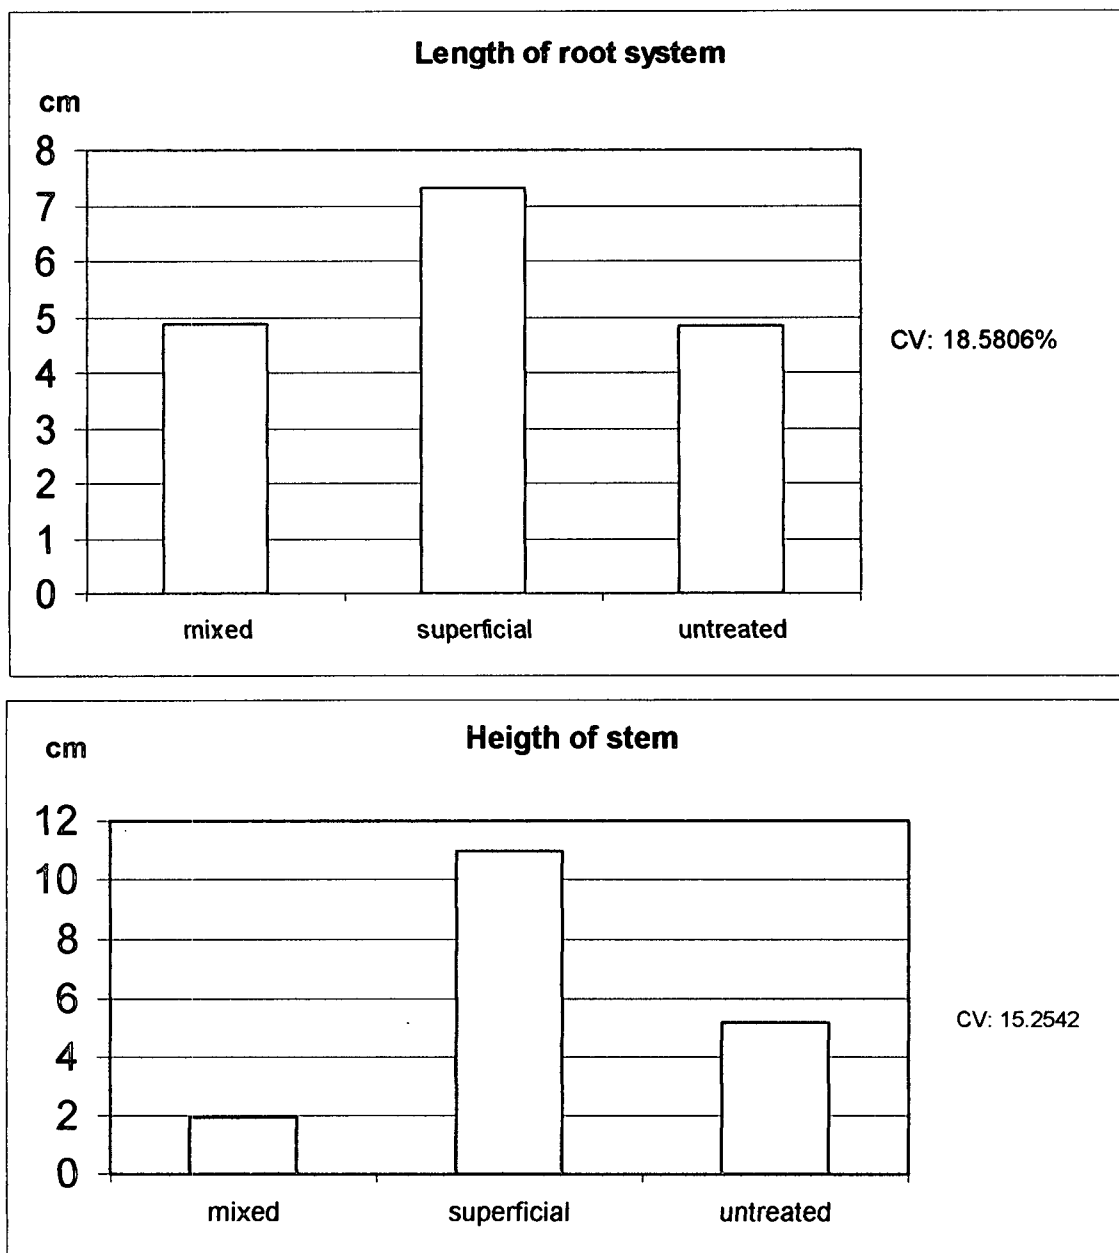 Length of root system
cm
8
7
6
5
4
3
2
1
0
mixed superficial untreated
CV: 18.5806%
Heigth of stem
cm
12
10
8
6
4
2
0
mixed superficial untreated
CV: 15.2542